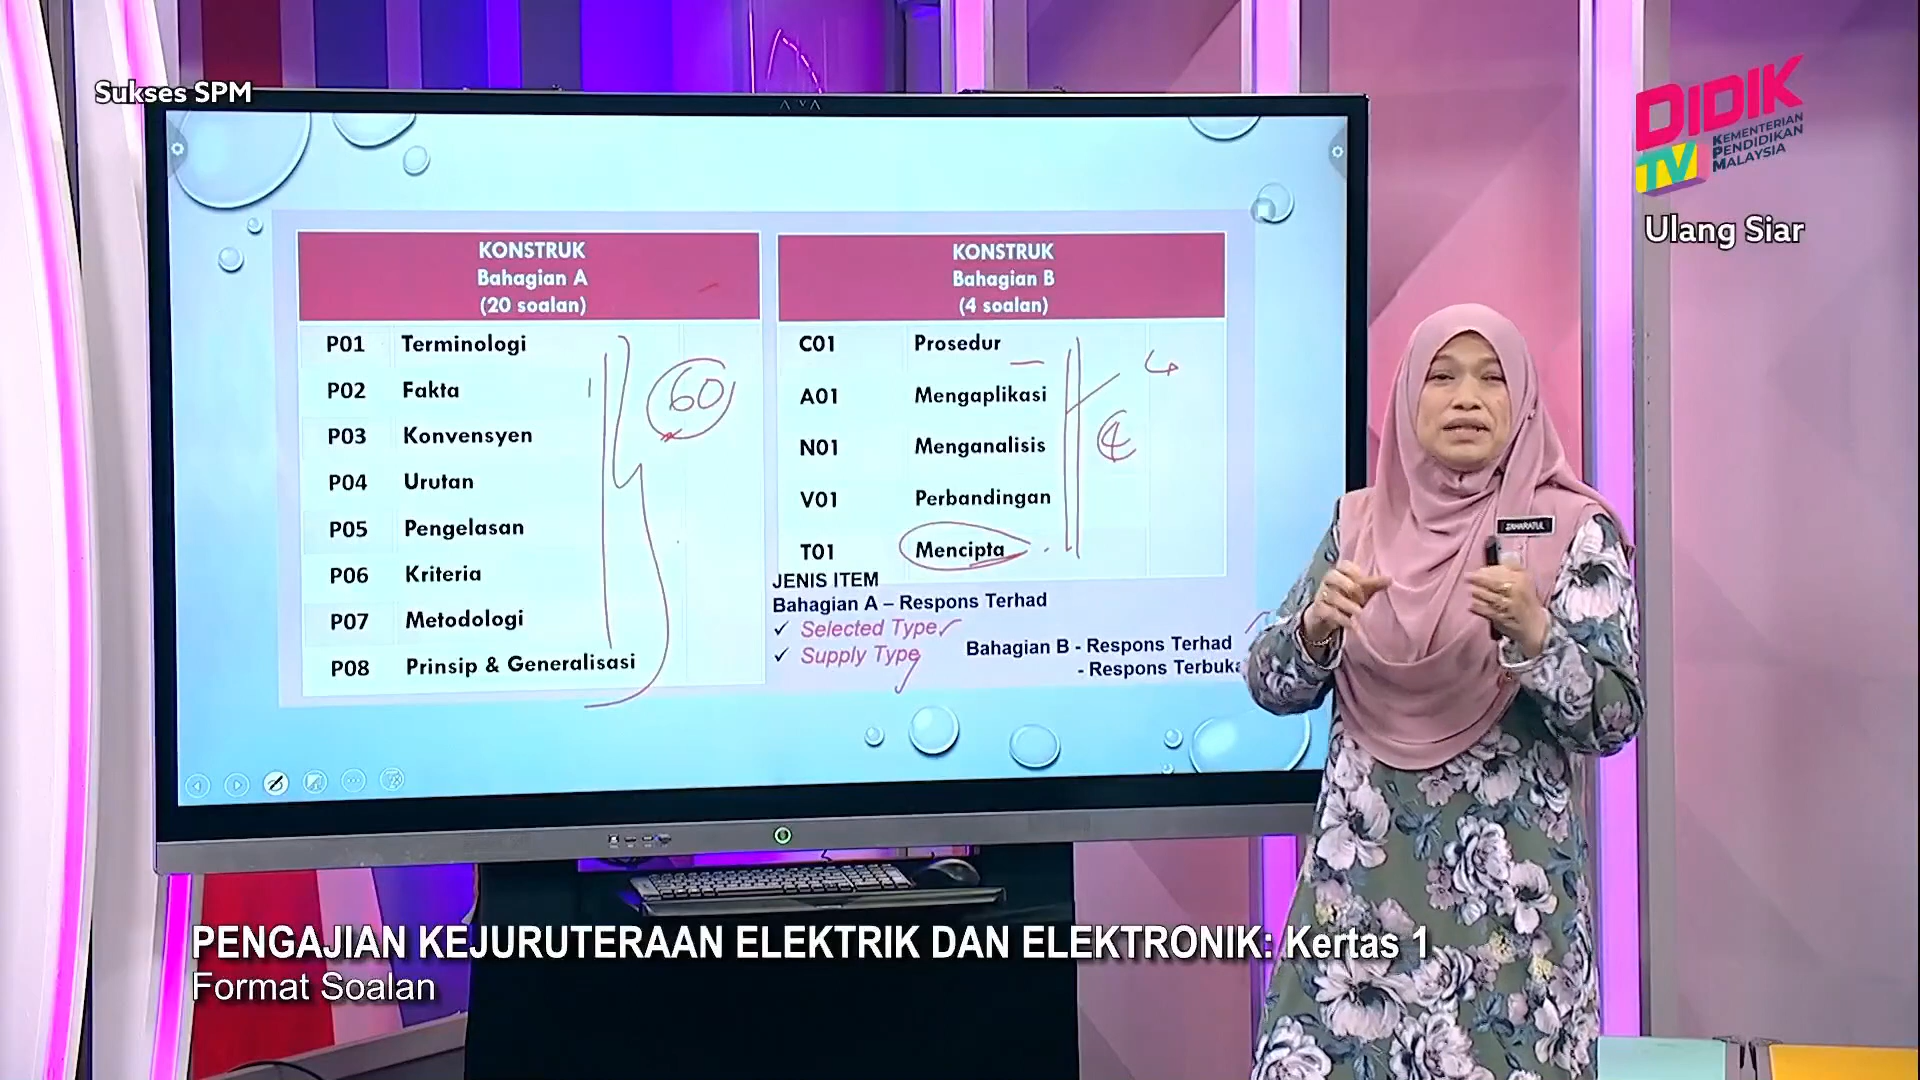 Sukses SPM
DIDIK
TV
KEMENTERIAN
PENDIDIKAN
MALAYSIA
Ulang Siar
KONSTRUK
Bahagian A
(20 soalan)
P01 Terminologi
P02 Fakta
P03 Konvensyen
P04 Urutan
P05 Pengelasan
P06 Kriteria
P07 Metodologi
P08 Prinsip & Generalisasi
60
KONSTRUK
Bahagian B
(4 soalan)
C01 Prosedur
A01 Mengaplikasi
N01 Menganalisis
V01 Perbandingan
T01 Mencipta
JENIS ITEM
Bahagian A – Respons Terhad
✓ Selected Type
✓ Supply Type
Bahagian B - Respons Terhad
- Respons Terbuka
PENGAJIAN KEJURUTERAAN ELEKTRIK DAN ELEKTRONIK: Kertas 1
Format Soalan